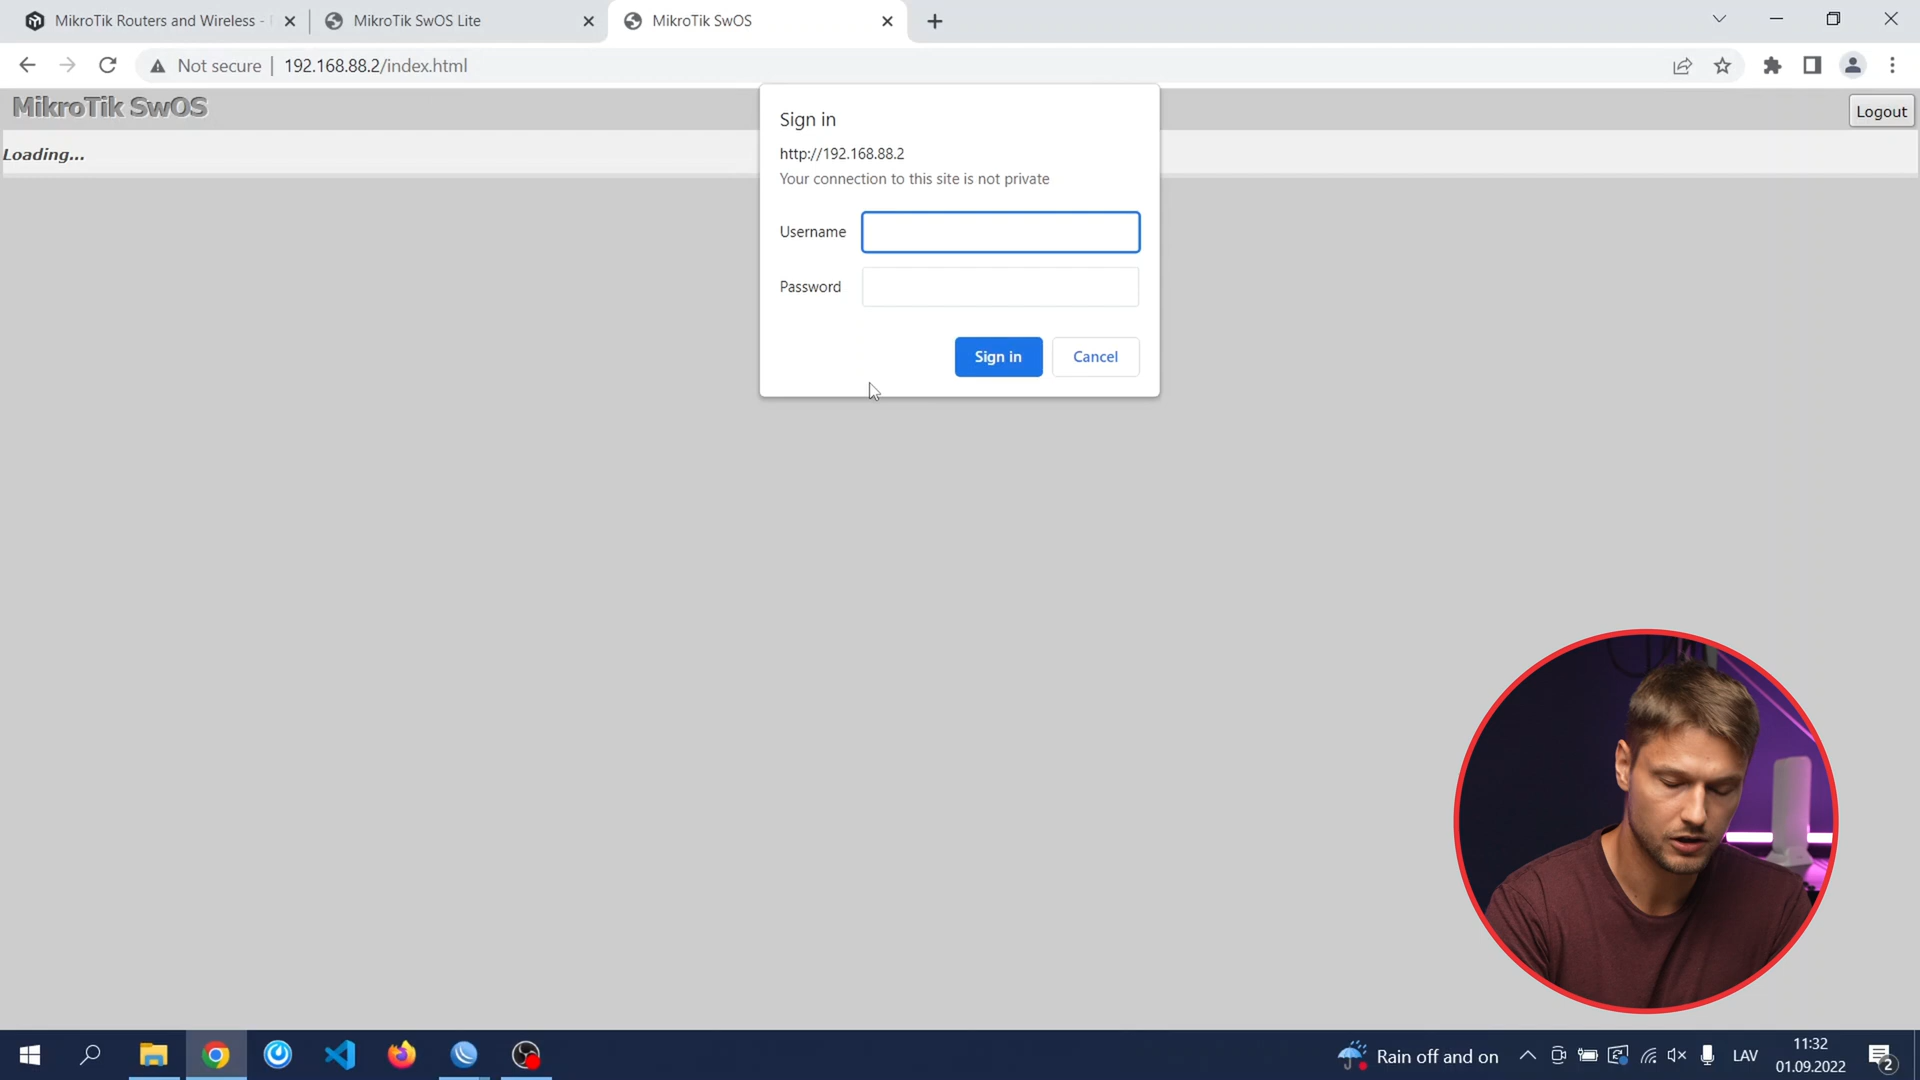 MikroTik Routers and Wireless -
MikroTik SwOS Lite
MikroTik SwOS
Not secure
192.168.88.2/index.html
MikroTik SwOS
Logout
Loading...
Sign in
http://192.168.88.2
Your connection to this site is not private
Username
Password
Sign in
Cancel
Rain off and on
LAV
11:32
01.09.2022
2